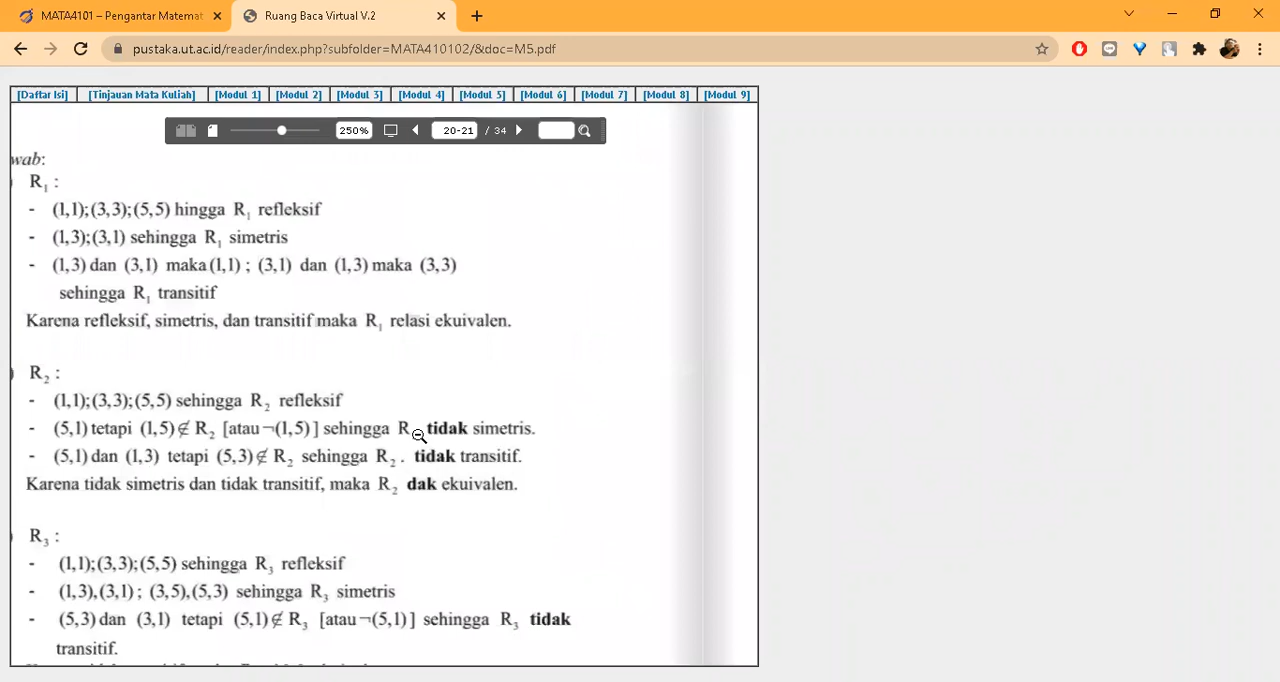 MATA4101 – Pengantar Matemat
Ruang Baca Virtual V.2
pustaka.ut.ac.id/reader/index.php?subfolder=MATA410102/&doc=M5.pdf
[Daftar Isi] [Tinjauan Mata Kuliah] [Modul 1] [Modul 2] [Modul 3] [Modul 4] [Modul 5] [Modul 6] [Modul 7] [Modul 8] [Modul 9]
250% 20-21 / 34
wab:
) R₁ :
- (1,1);(3,3);(5,5) hingga R₁ refleksif
- (1,3);(3,1) sehingga R₁ simetris
- (1,3) dan (3,1) maka (1,1) ; (3,1) dan (1,3) maka (3,3)
sehingga R₁ transitif
Karena refleksif, simetris, dan transitif maka R₁ relasi ekuivalen.
) R₂ :
- (1,1);(3,3);(5,5) sehingga R₂ refleksif
- (5,1) tetapi (1,5)∉R₂ [atau ¬(1,5)] sehingga R tidak simetris.
- (5,1) dan (1,3) tetapi (5,3)∉R₂ sehingga R₂ . tidak transitif.
Karena tidak simetris dan tidak transitif, maka R₂ dak ekuivalen.
) R₃ :
- (1,1);(3,3);(5,5) sehingga R₃ refleksif
- (1,3),(3,1) ; (3,5),(5,3) sehingga R₃ simetris
- (5,3) dan (3,1) tetapi (5,1)∉R₃ [atau ¬(5,1)] sehingga R₃ tidak
transitif.